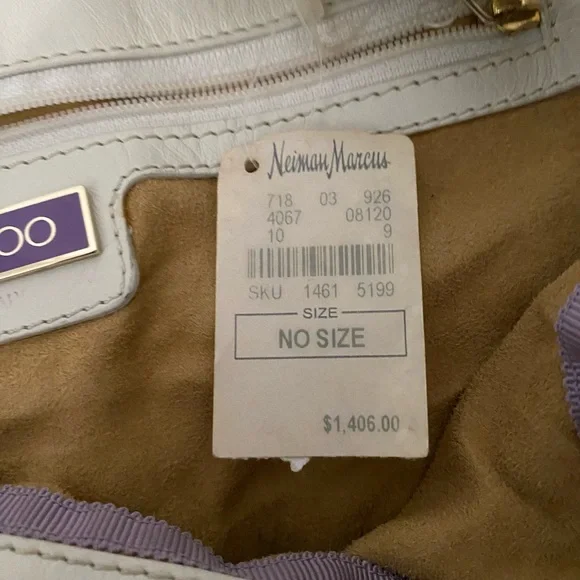 Neiman Marcus
718 03 926
4067 08120
10 9
OO
SKU 1461 5199
SIZE
NO SIZE
$1,406.00